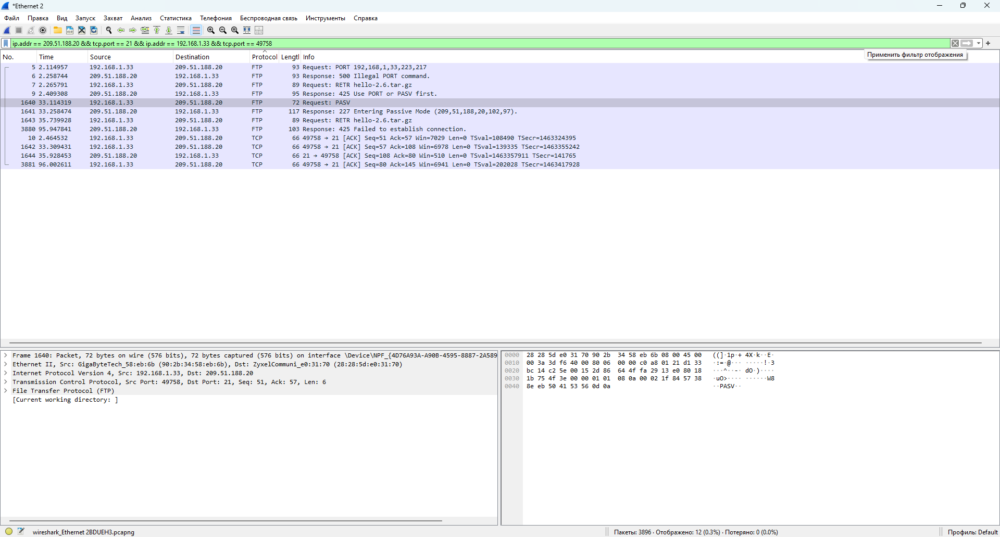 *Ethernet 2
Файл Правка Вид Запуск Захват Анализ Статистика Телефония Беспроводная связь Инструменты Справка
ip.addr == 209.51.188.20 && tcp.port == 21 && ip.addr == 192.168.1.33 && tcp.port == 49758
Применить фильтр отображения
No. Time Source Destination Protocol Lengtl Info
5 2.114957 192.168.1.33 209.51.188.20 FTP 93 Request: PORT 192,168,1,33,223,217
6 2.258744 209.51.188.20 192.168.1.33 FTP 93 Response: 500 Illegal PORT command.
7 2.265791 192.168.1.33 209.51.188.20 FTP 89 Request: RETR hello-2.6.tar.gz
9 2.409308 209.51.188.20 192.168.1.33 FTP 95 Response: 425 Use PORT or PASV first.
1640 33.114319 192.168.1.33 209.51.188.20 FTP 72 Request: PASV
1641 33.258474 209.51.188.20 192.168.1.33 FTP 117 Response: 227 Entering Passive Mode (209,51,188,20,102,97).
1643 35.739928 192.168.1.33 209.51.188.20 FTP 89 Request: RETR hello-2.6.tar.gz
3880 95.947841 209.51.188.20 192.168.1.33 FTP 103 Response: 425 Failed to establish connection.
10 2.464532 192.168.1.33 209.51.188.20 TCP 66 49758 → 21 [ACK] Seq=51 Ack=57 Win=7029 Len=0 TSval=108490 TSecr=1463324395
1642 33.309431 192.168.1.33 209.51.188.20 TCP 66 49758 → 21 [ACK] Seq=57 Ack=108 Win=6978 Len=0 TSval=139335 TSecr=1463355242
1644 35.928453 209.51.188.20 192.168.1.33 TCP 66 21 → 49758 [ACK] Seq=108 Ack=80 Win=510 Len=0 TSval=1463357911 TSecr=141765
3881 96.002611 192.168.1.33 209.51.188.20 TCP 66 49758 → 21 [ACK] Seq=80 Ack=145 Win=6941 Len=0 TSval=202028 TSecr=1463417928
Frame 1640: Packet, 72 bytes on wire (576 bits), 72 bytes captured (576 bits) on interface \Device\NPF_{4D76A93A-A90B-4595-8887-2A589
Ethernet II, Src: GigaByteTech_58:eb:6b (90:2b:34:58:eb:6b), Dst: ZyxelCommuni_e0:31:70 (28:28:5d:e0:31:70)
Internet Protocol Version 4, Src: 192.168.1.33, Dst: 209.51.188.20
Transmission Control Protocol, Src Port: 49758, Dst Port: 21, Seq: 51, Ack: 57, Len: 6
File Transfer Protocol (FTP)
[Current working directory: ]
0000 28 28 5d e0 31 70 90 2b 34 58 eb 6b 08 00 45 00 ((]·1p·+ 4X·k··E·
0010 00 3a 3d f6 40 00 80 06 00 00 c0 a8 01 21 d1 33 ·:=·@··· ·····!·3
0020 bc 14 c2 5e 00 15 2d 86 64 4f fa 29 13 e0 80 18 ···^··-· dO·)····
0030 1b 75 4f 3e 00 00 01 01 08 0a 00 02 1f 84 57 38 ·uO>···· ······W8
0040 8e eb 50 41 53 56 0d 0a ··PASV··
wireshark_Ethernet 2BDUEH3.pcapng
Пакеты: 3896 · Отображено: 12 (0.3%) · Потеряно: 0 (0.0%)
Профиль: Default